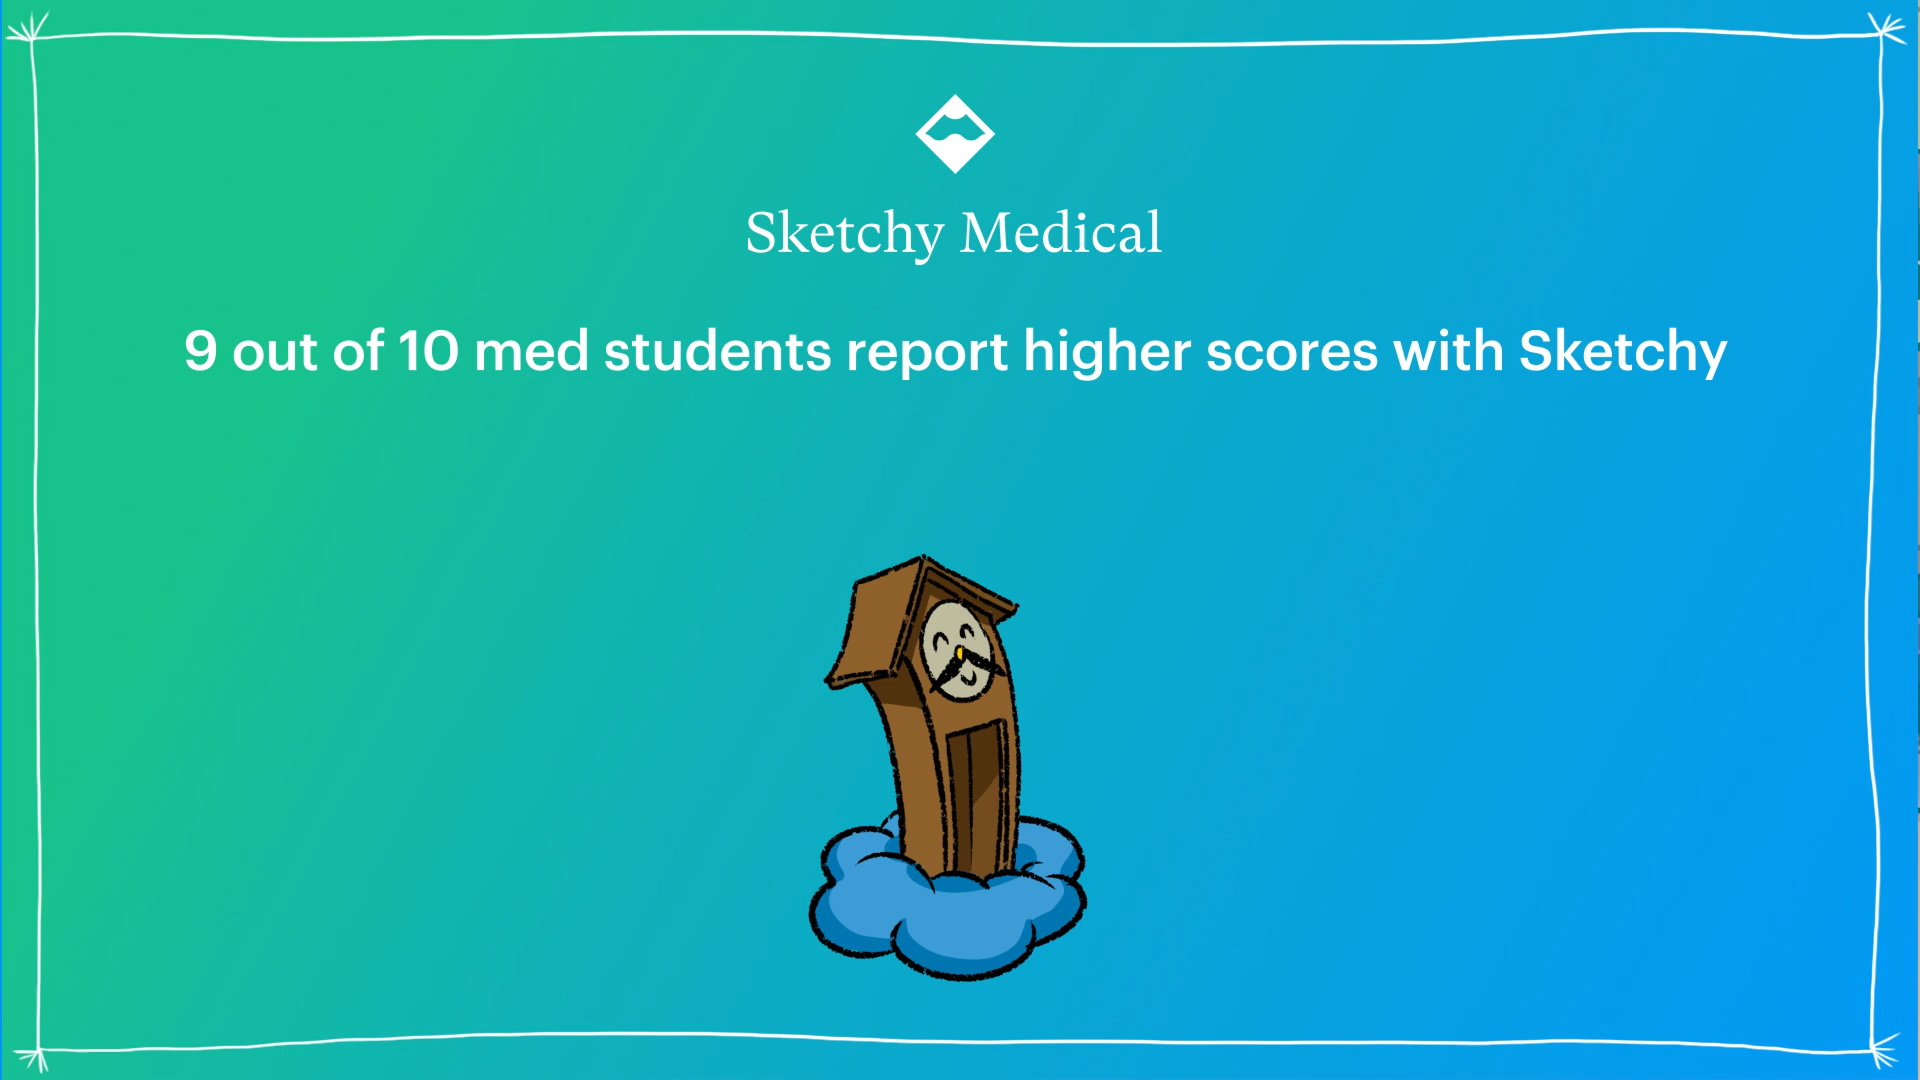 Sketchy Medical
9 out of 10 med students report higher scores with Sketchy